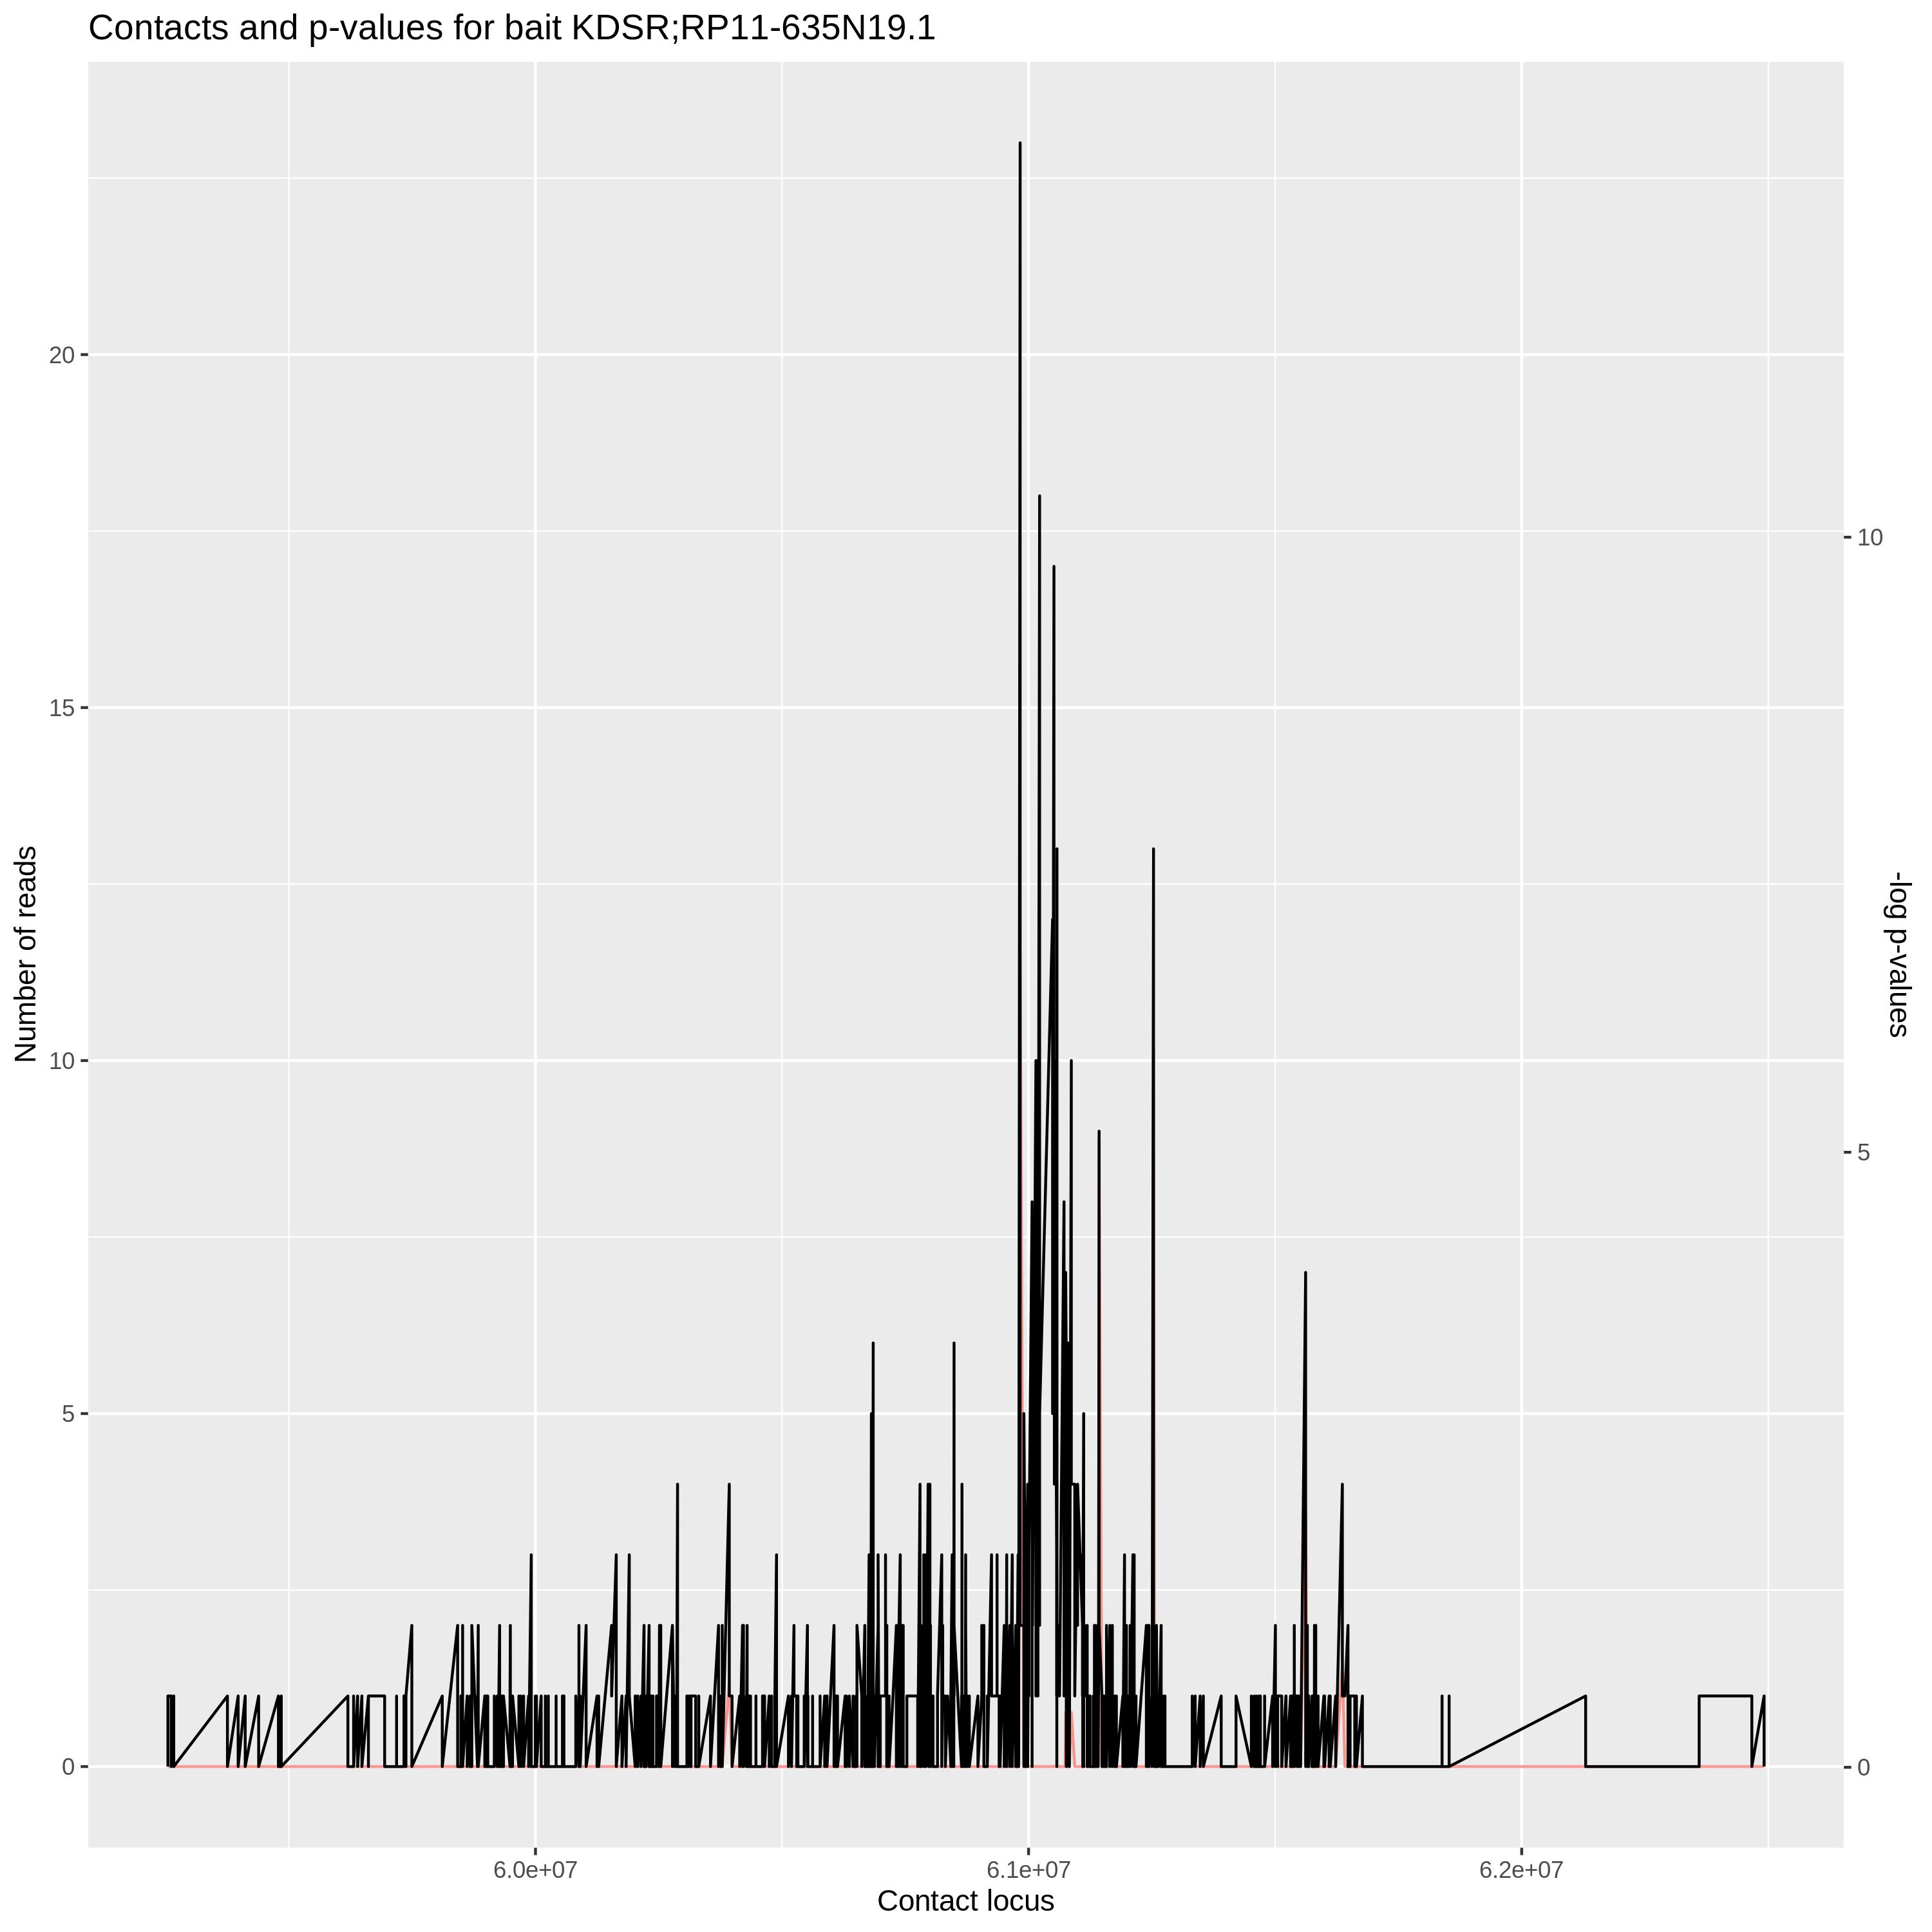 Contacts and p-values for bait KDSR;RP11-635N19.1
20
15
10
5
0
Number of reads
10
5
0
-log p-values
6.0e+07 6.1e+07 6.2e+07
Contact locus